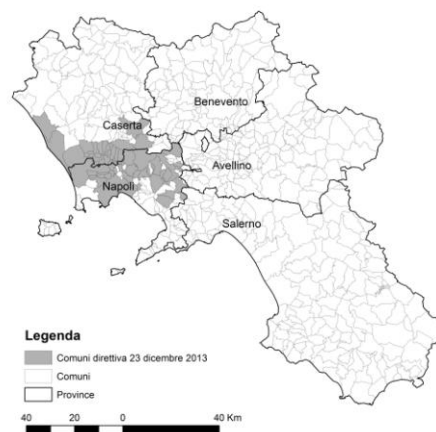 Benevento
Caserta
Avellino
Napoli
Salerno
Legenda
Comuni direttiva 23 dicembre 2013
Comuni
Province
40 20 0 40 Km